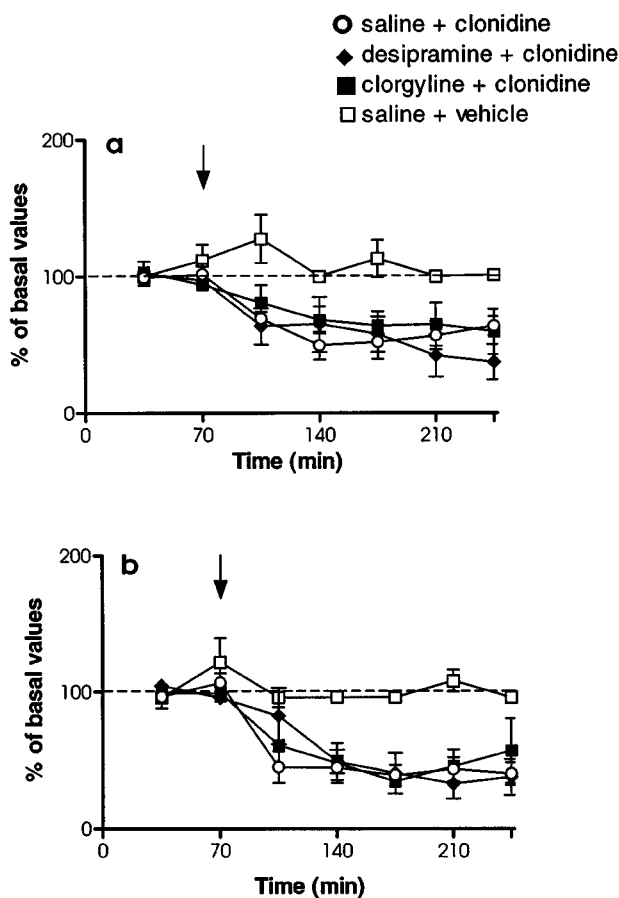 saline + clonidine
desipramine + clonidine
clorgyline + clonidine
saline + vehicle
a
200
100
0
% of basal values
0 70 140 210
Time (min)
b
200
100
0
% of basal values
0 70 140 210
Time (min)